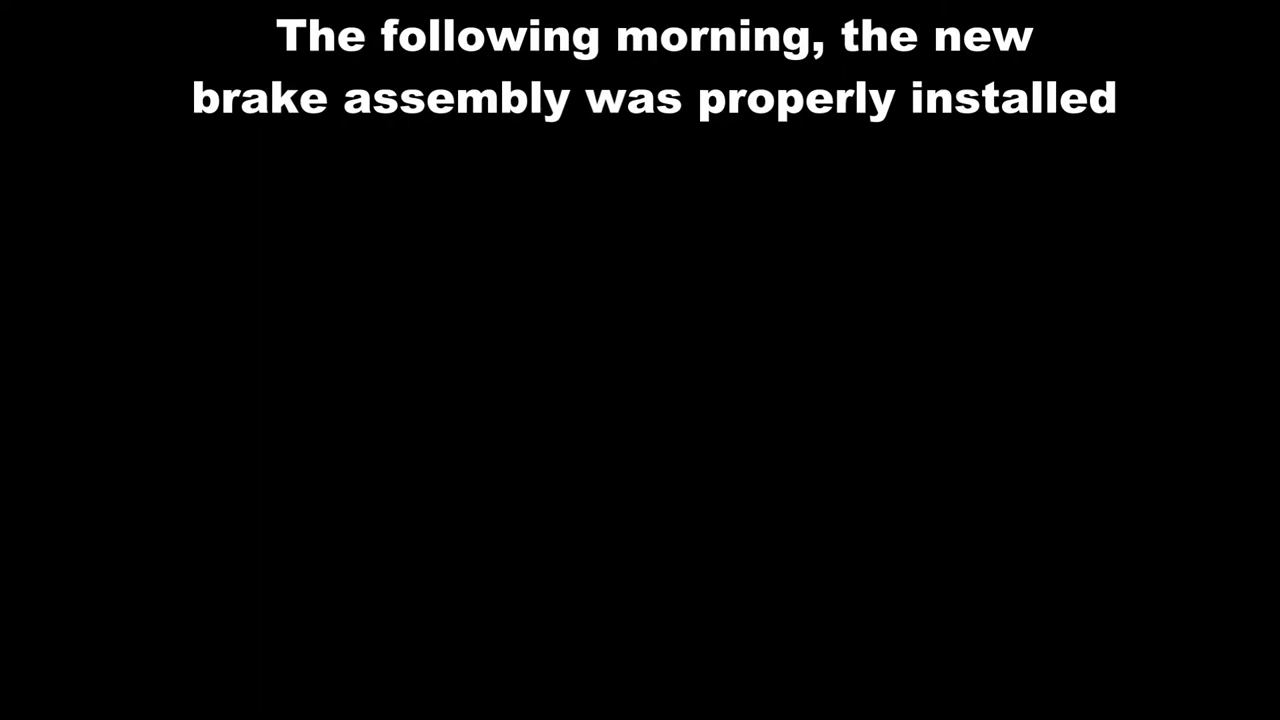 The following morning, the new
brake assembly was properly installed